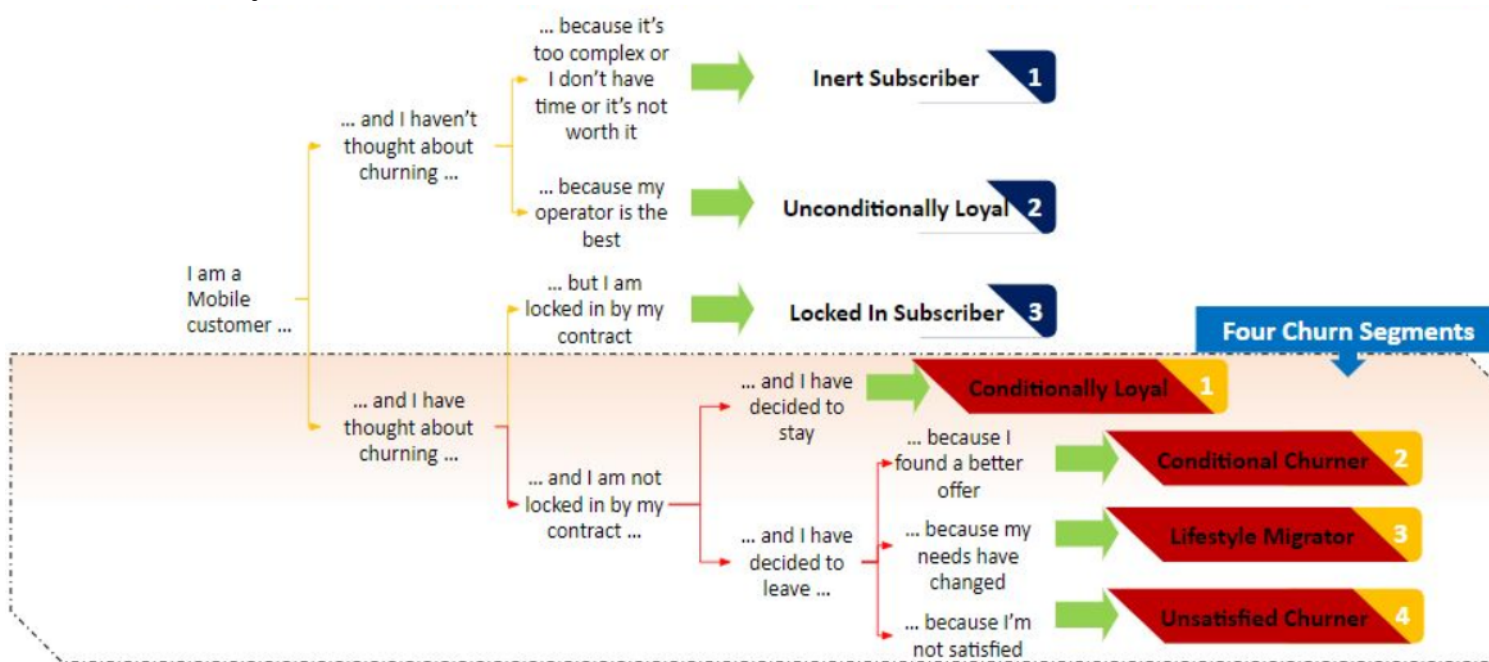 ... because it's
too complex or
I don't have
time or it's not
worth it
Inert Subscriber
1
... and I haven't
thought about
churning ...
... because my
operator is the
best
Unconditionally Loyal
2
I am a
Mobile
customer ...
... but I am
locked in by my
contract
Locked In Subscriber
3
Four Churn Segments
... and I have
thought about
churning ...
... and I have
decided to
stay
Conditionally Loyal
1
... and I am not
locked in by my
contract ...
... because I
found a better
offer
Conditional Churner
2
... and I have
decided to
leave ...
... because my
needs have
changed
Lifestyle Migrator
3
... because I'm
not satisfied
Unsatisfied Churner
4